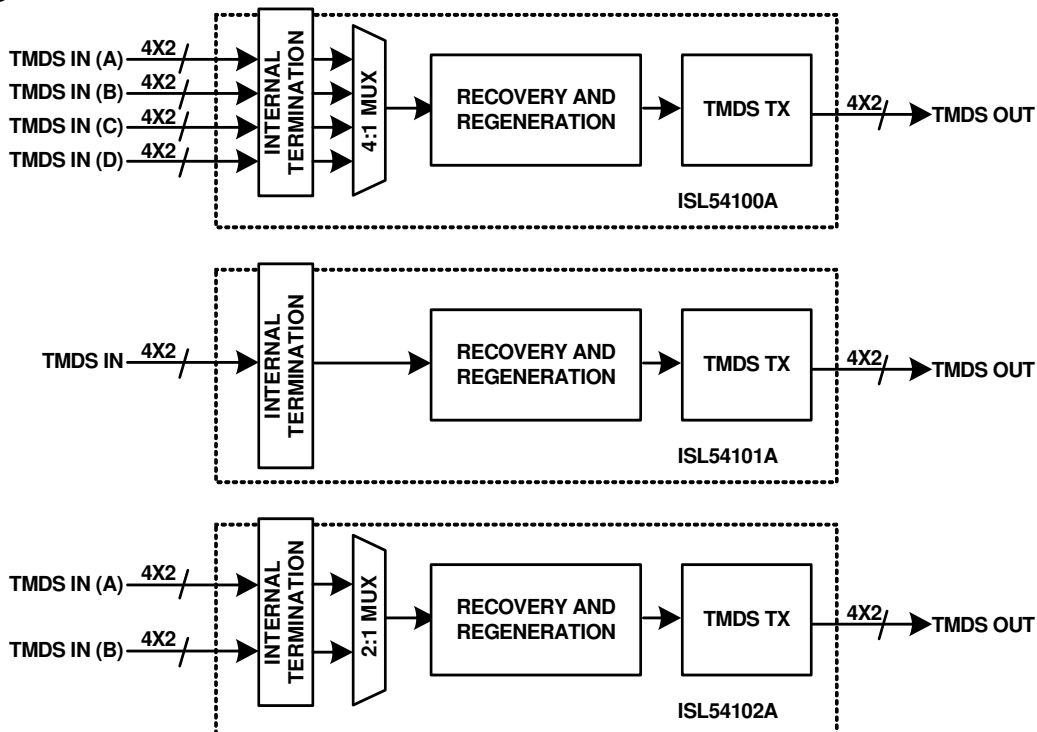 TMDS IN (A) 4X2
TMDS IN (B) 4X2
TMDS IN (C) 4X2
TMDS IN (D) 4X2
INTERNAL
TERMINATION
4:1 MUX
RECOVERY AND
REGENERATION
TMDS TX
4X2 TMDS OUT
ISL54100A
TMDS IN 4X2
INTERNAL
TERMINATION
RECOVERY AND
REGENERATION
TMDS TX
4X2 TMDS OUT
ISL54101A
TMDS IN (A) 4X2
TMDS IN (B) 4X2
INTERNAL
TERMINATION
2:1 MUX
RECOVERY AND
REGENERATION
TMDS TX
4X2 TMDS OUT
ISL54102A